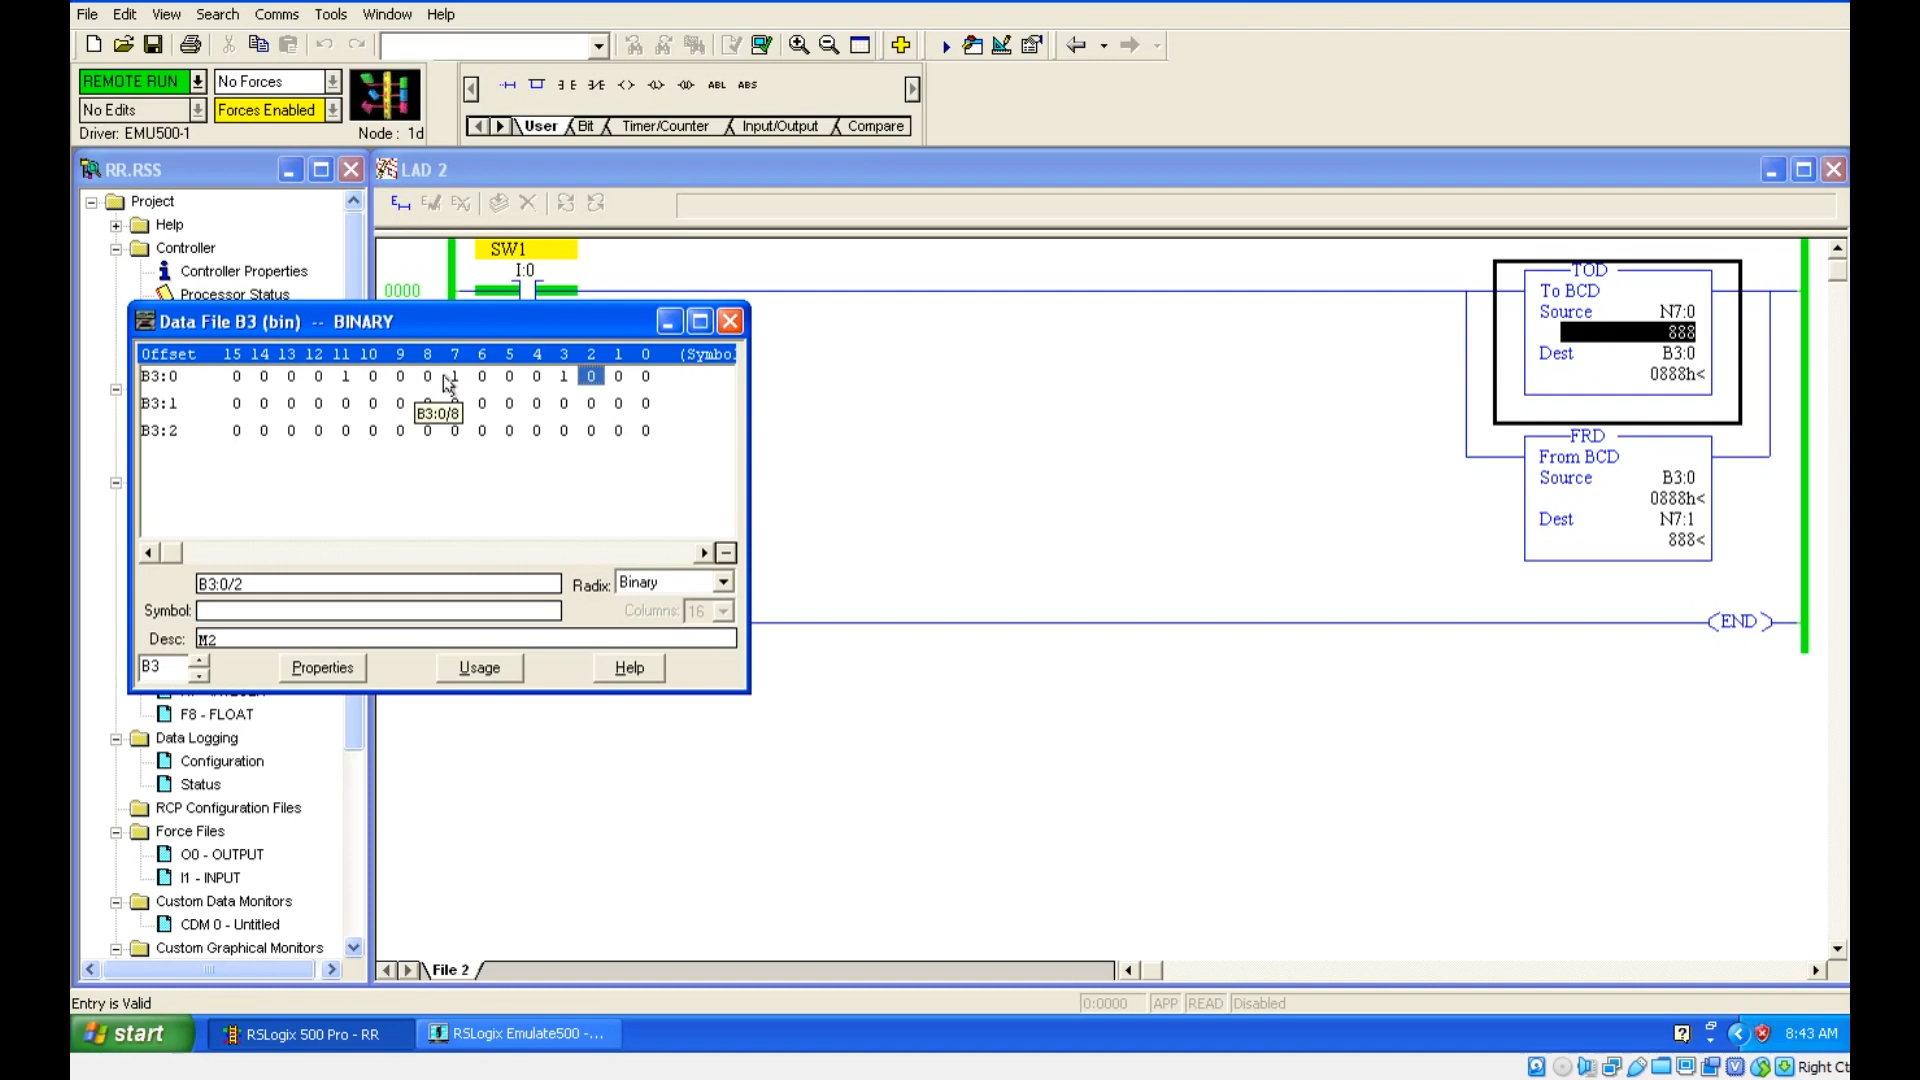 File Edit View Search Comms Tools Window Help
REMOTE RUN No Forces
No Edits Forces Enabled
Driver: EMU500-1 Node : 1d
ABL ABS
User Bit Timer/Counter Input/Output Compare
RR.RSS
Project
Help
Controller
Controller Properties
Processor Status
F8 - FLOAT
Data Logging
Configuration
Status
RCP Configuration Files
Force Files
O0 - OUTPUT
I1 - INPUT
Custom Data Monitors
CDM 0 - Untitled
Custom Graphical Monitors
LAD 2
SW1
I:0
0000
TOD
To BCD
Source N7:0
888
Dest B3:0
0888h<
FRD
From BCD
Source B3:0
0888h<
Dest N7:1
888<
END
File 2
Data File B3 (bin) -- BINARY
Offset 15 14 13 12 11 10 9 8 7 6 5 4 3 2 1 0 (Symbo
B3:0 0 0 0 0 1 0 0 0 1 0 0 0 1 0 0 0
B3:1 0 0 0 0 0 0 0 0 0 0 0 0 0 0 0
B3:2 0 0 0 0 0 0 0 0 0 0 0 0 0 0 0 0
B3:0/8
B3:0/2 Radix: Binary
Symbol: Columns: 16
Desc: M2
B3 Properties Usage Help
Entry is Valid 0:0000 APP READ Disabled
start RSLogix 500 Pro - RR RSLogix Emulate500 -... 8:43 AM
Right Ct